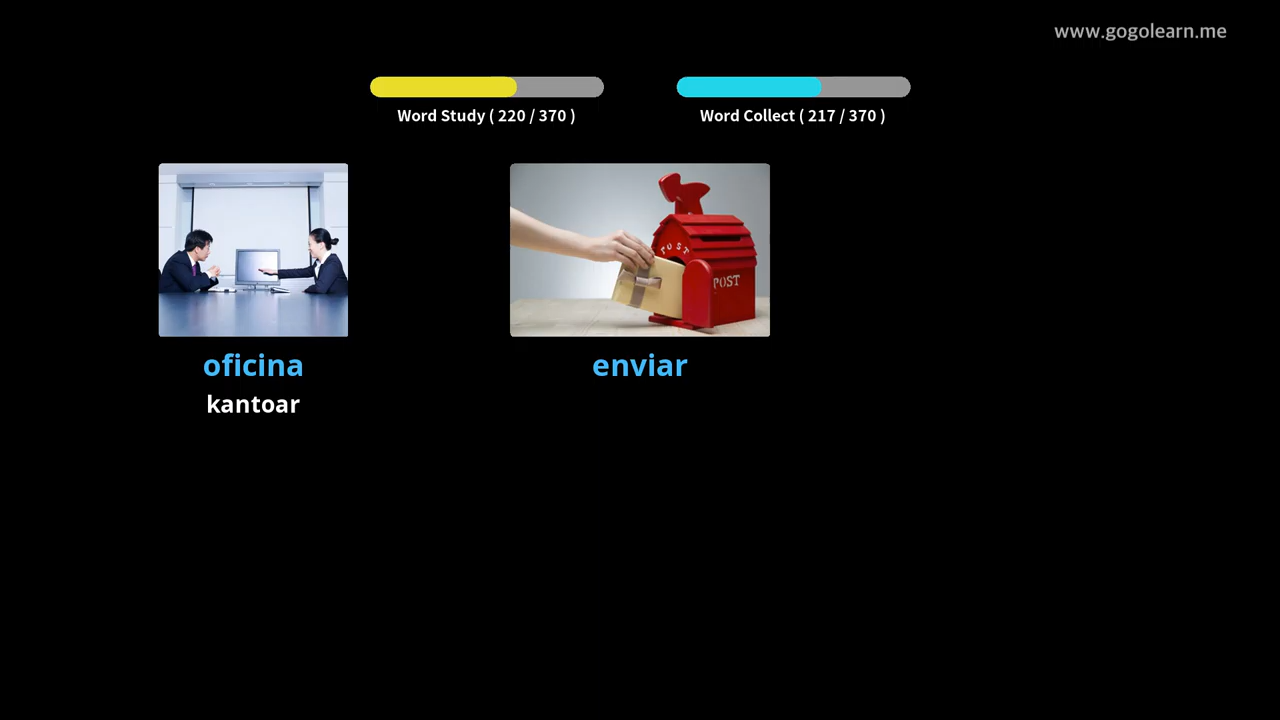 www.gogolearn.me
Word Study ( 220 / 370 )
Word Collect ( 217 / 370 )
POST
POST
oficina
enviar
kantoar